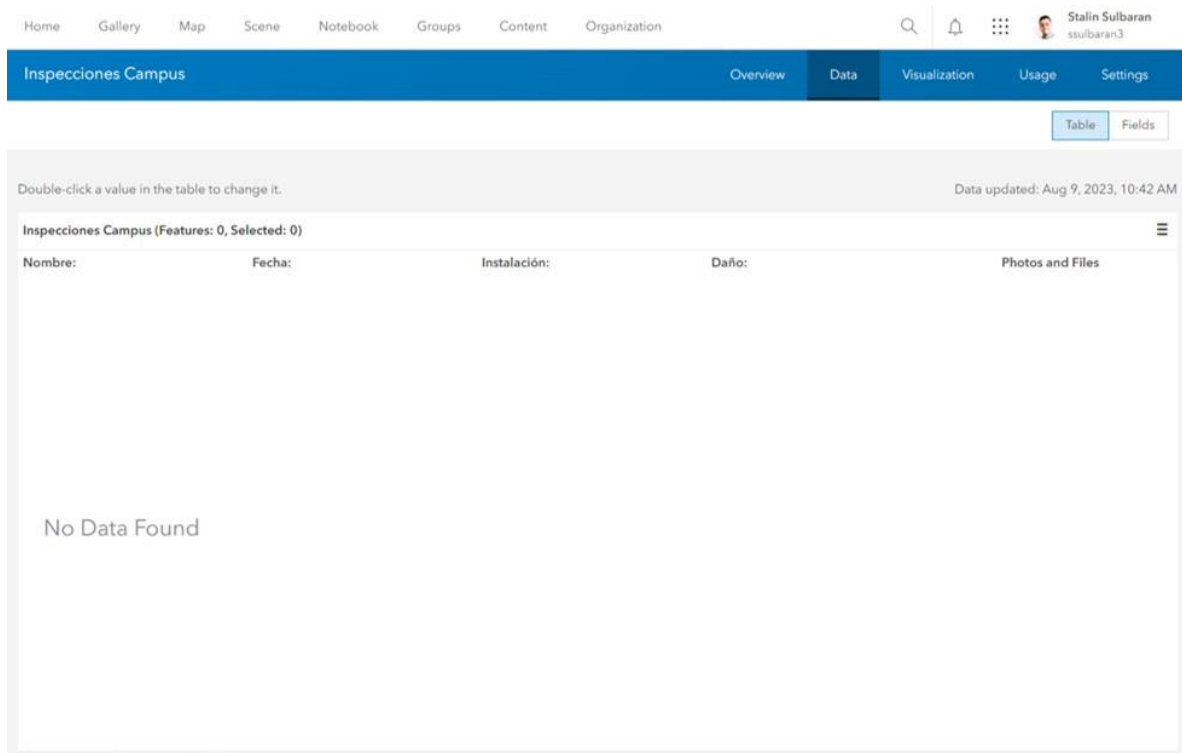 Home Gallery Map Scene Notebook Groups Content Organization Stalin Sulbaran
ssulbaran3
Inspecciones Campus Overview Data Visualization Usage Settings
Table Fields
Double-click a value in the table to change it. Data updated: Aug 9, 2023, 10:42 AM
Inspecciones Campus (Features: 0, Selected: 0)
Nombre: Fecha: Instalación: Daño: Photos and Files
No Data Found